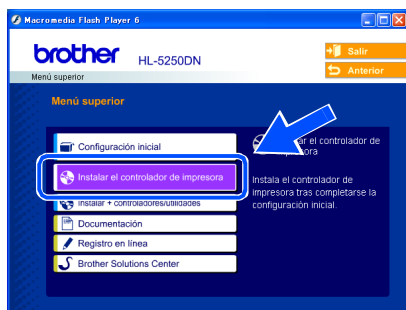 Macromedia Flash Player 6
brother
HL-5250DN
Salir
Anterior
Menú superior
Menú superior
Configuración inicial
Instalar el controlador de impresora
Instalar + controladores/utilidades
Documentación
Registro en línea
Brother Solutions Center
el controlador de
Instala el controlador de
impresora tras completarse la
configuración inicial.